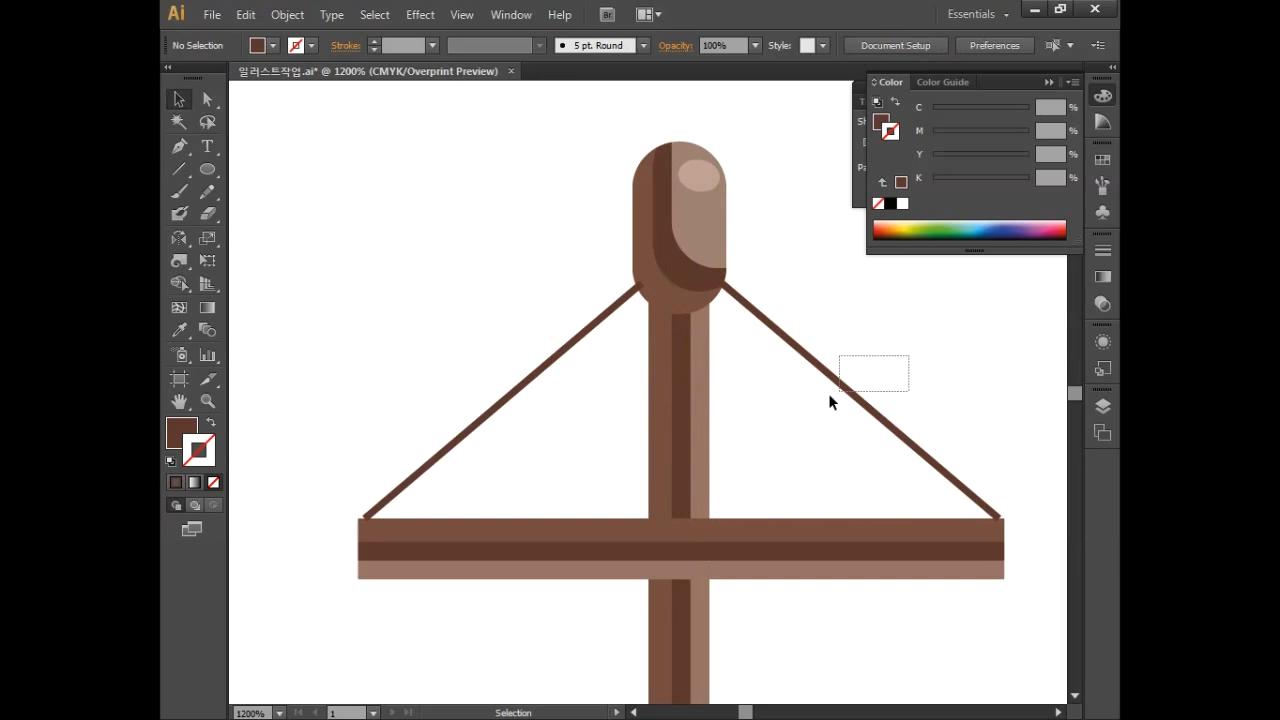 Ai File Edit Object Type Select Effect View Window Help Br Essentials
No Selection Stroke: 5 pt. Round Opacity: 100% Style: Document Setup Preferences
일러스트작업.ai* @ 1200% (CMYK/Overprint Preview) ×
Color Color Guide
C %
M %
Y %
K %
T
1200% 1 Selection